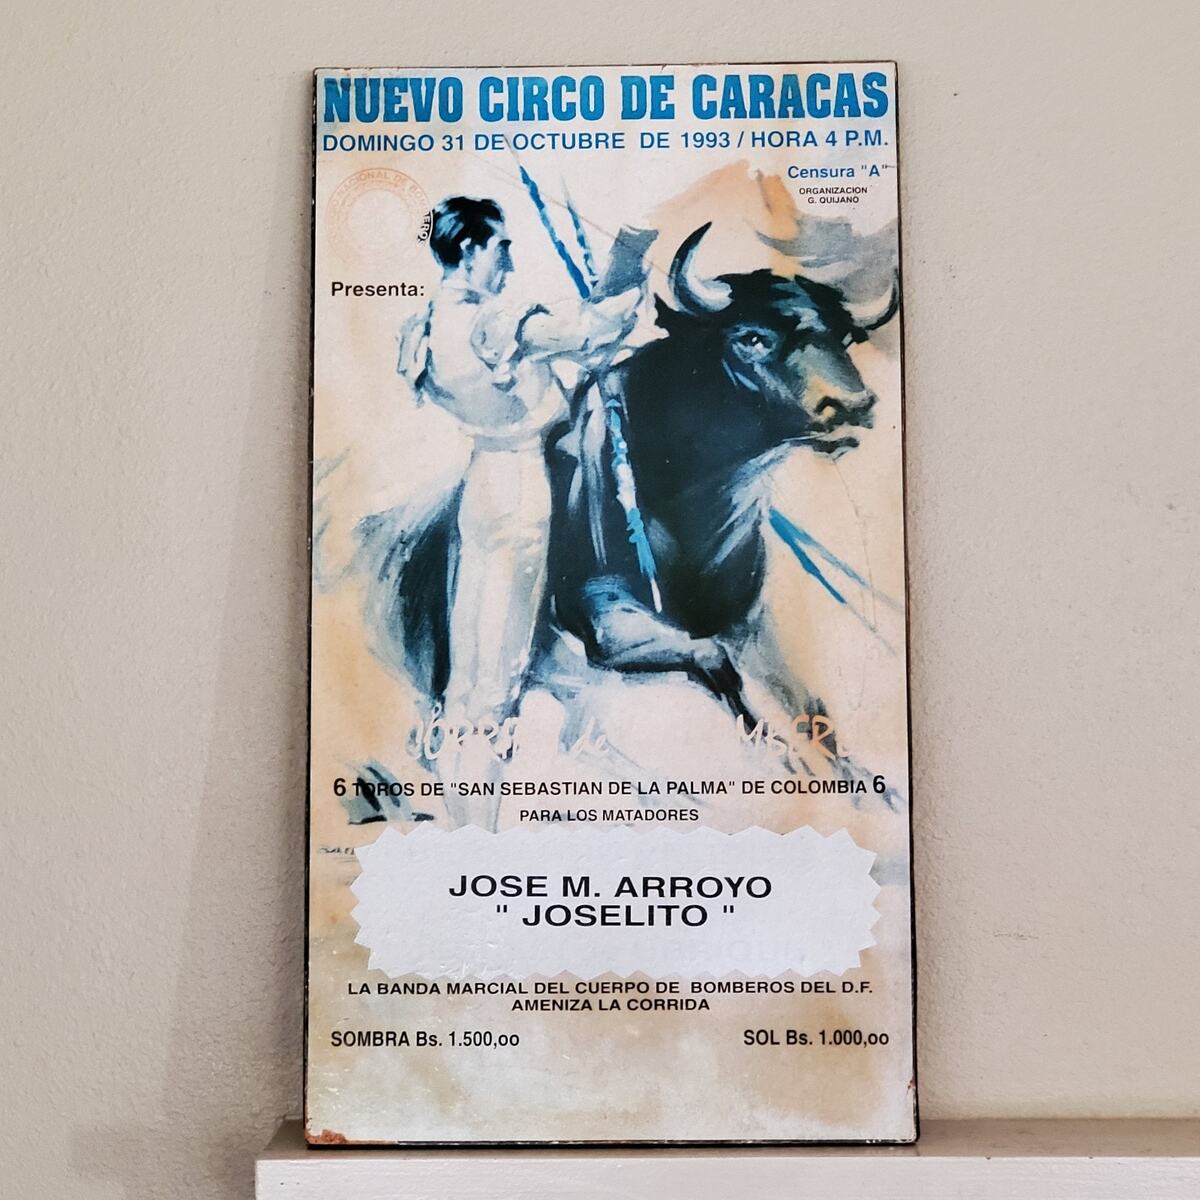 NUEVO CIRCO DE CARACAS
DOMINGO 31 DE OCTUBRE DE 1993 / HORA 4 P.M.
Censura "A"
ORGANIZACION
G. QUIJANO
Presenta:
6 TOROS DE "SAN SEBASTIAN DE LA PALMA" DE COLOMBIA 6
PARA LOS MATADORES
JOSE M. ARROYO
" JOSELITO "
LA BANDA MARCIAL DEL CUERPO DE BOMBEROS DEL D.F.
AMENIZA LA CORRIDA
SOMBRA Bs. 1.500,oo
SOL Bs. 1.000,oo